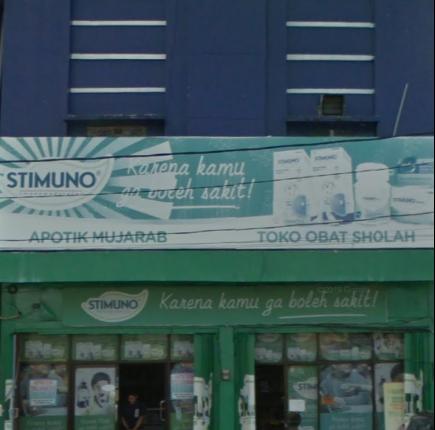 STIMUNO
Karena kamu
ga boleh sakit!
APOTIK MUJARAB
TOKO OBAT SHOLAH
STIMUNO
Karena kamu ga boleh sakit!